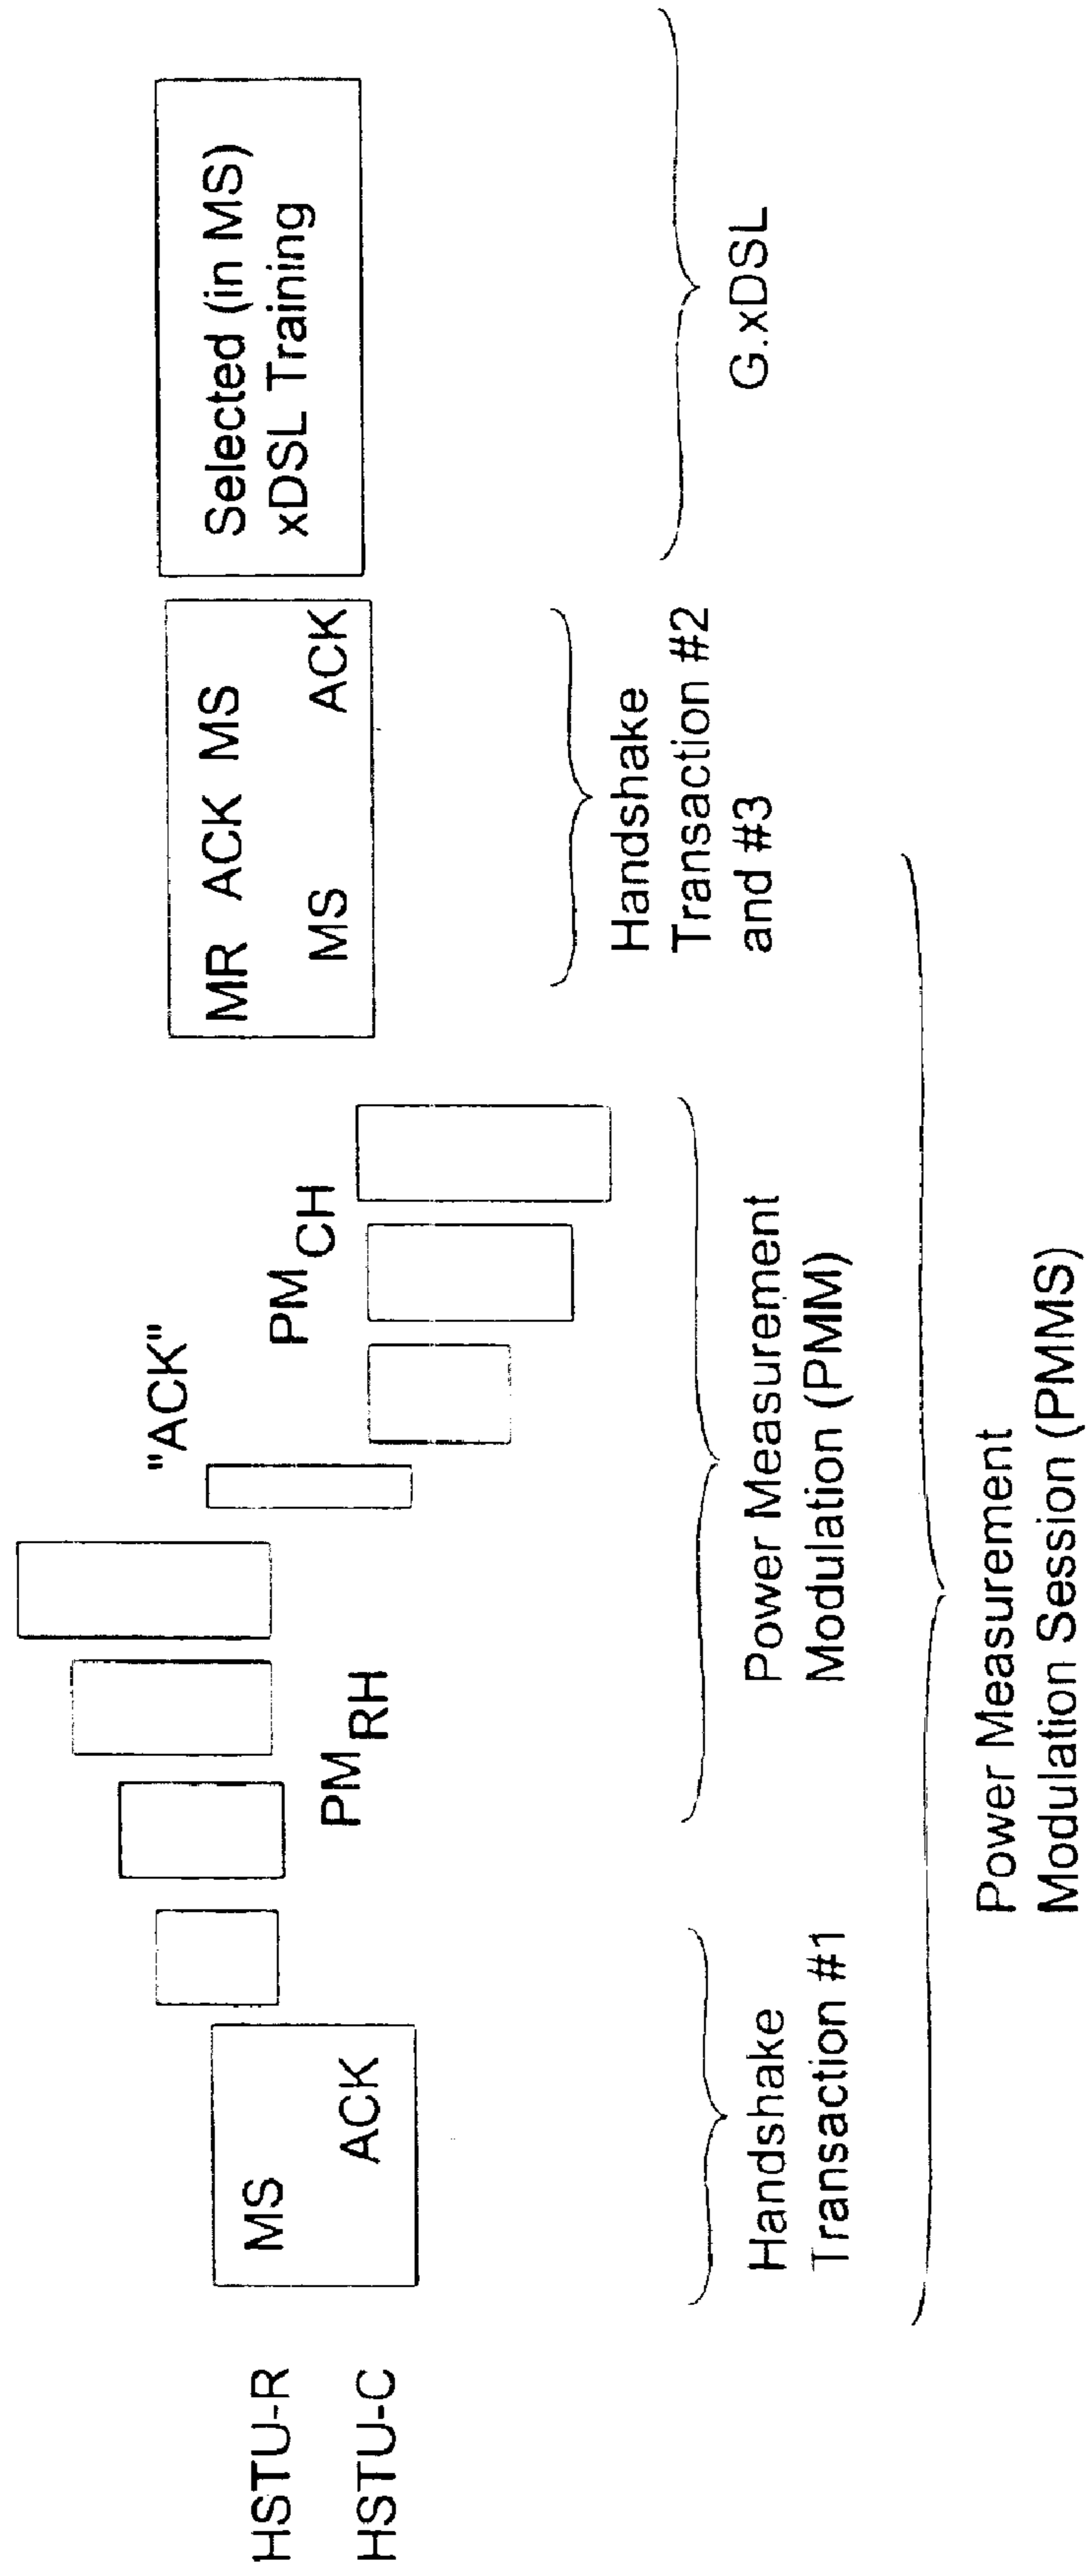 HSTU-R
HSTU-C
MS
ACK
PM RH
"ACK"
PM CH
MR ACK MS
MS ACK
Selected (in MS)
xDSL Training
Handshake
Transaction #1
Power Measurement
Modulation (PMM)
Handshake
Transaction #2
and #3
G.xDSL
Power Measurement
Modulation Session (PMMS)